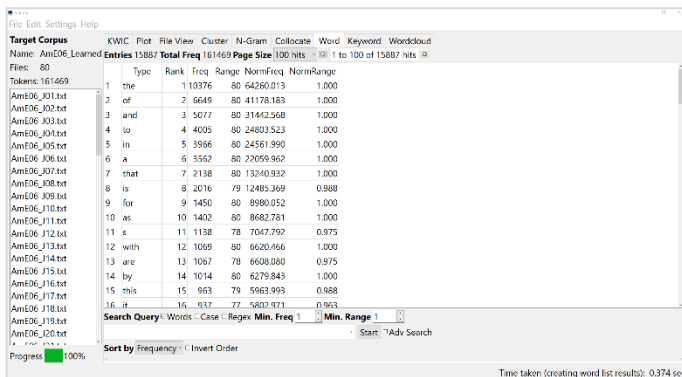 File Edit Settings Help
Target Corpus
Name: AmE06_Learned
Files: 80
Tokens: 161469
AmE06_J01.txt
AmE06_J02.txt
AmE06_J03.txt
AmE06_J04.txt
AmE06_J05.txt
AmE06_J06.txt
AmE06_J07.txt
AmE06_J08.txt
AmE06_J09.txt
AmE06_J10.txt
AmE06_J11.txt
AmE06_J12.txt
AmE06_J13.txt
AmE06_J14.txt
AmE06_J15.txt
AmE06_J16.txt
AmE06_J17.txt
AmE06_J18.txt
AmE06_J19.txt
AmE06_J20.txt
Progress 100%
KWIC Plot File View Cluster N-Gram Collocate Word Keyword Wordcloud
Entries 15887 Total Freq 161469 Page Size 100 hits 1 to 100 of 15887 hits
Type Rank Freq Range NormFreq NormRange
1 the 1 10376 80 64260.013 1.000
2 of 2 6649 80 41178.183 1.000
3 and 3 5077 80 31442.568 1.000
4 to 4 4005 80 24803.523 1.000
5 in 5 3966 80 24561.990 1.000
6 a 6 3562 80 22059.962 1.000
7 that 7 2138 80 13240.932 1.000
8 is 8 2016 79 12485.369 0.988
9 for 9 1450 80 8980.052 1.000
10 as 10 1402 80 8682.781 1.000
11 s 11 1138 78 7047.792 0.975
12 with 12 1069 80 6620.466 1.000
13 are 13 1067 78 6608.080 0.975
14 by 14 1014 80 6279.843 1.000
15 this 15 963 79 5963.993 0.988
16 it 16 937 77 5802.971 0.963
Search Query Words Case Regex Min. Freq 1 Min. Range 1
Start Adv Search
Sort by Frequency Invert Order
Time taken (creating word list results): 0.374 se